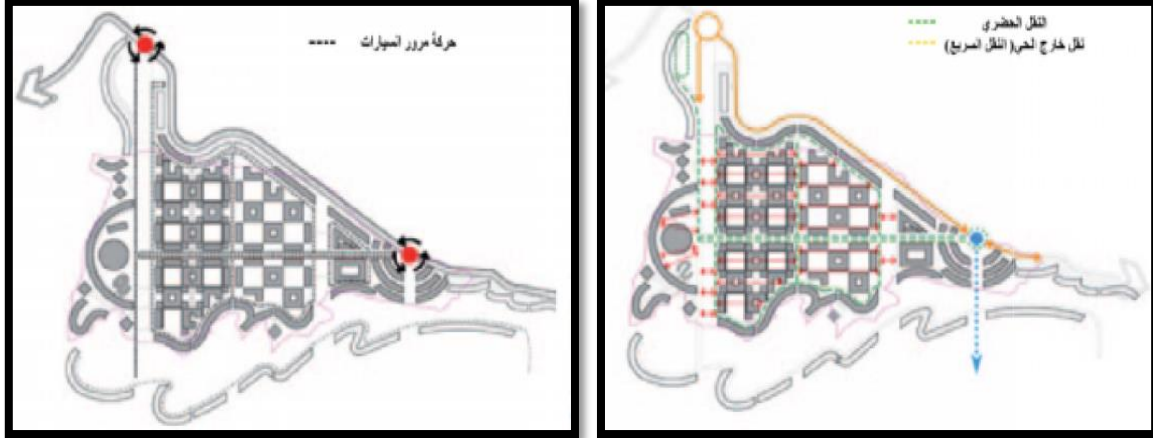 حركة مرور السيارات
النقل الحضري
نقل خارج الحي( النقل السريع)